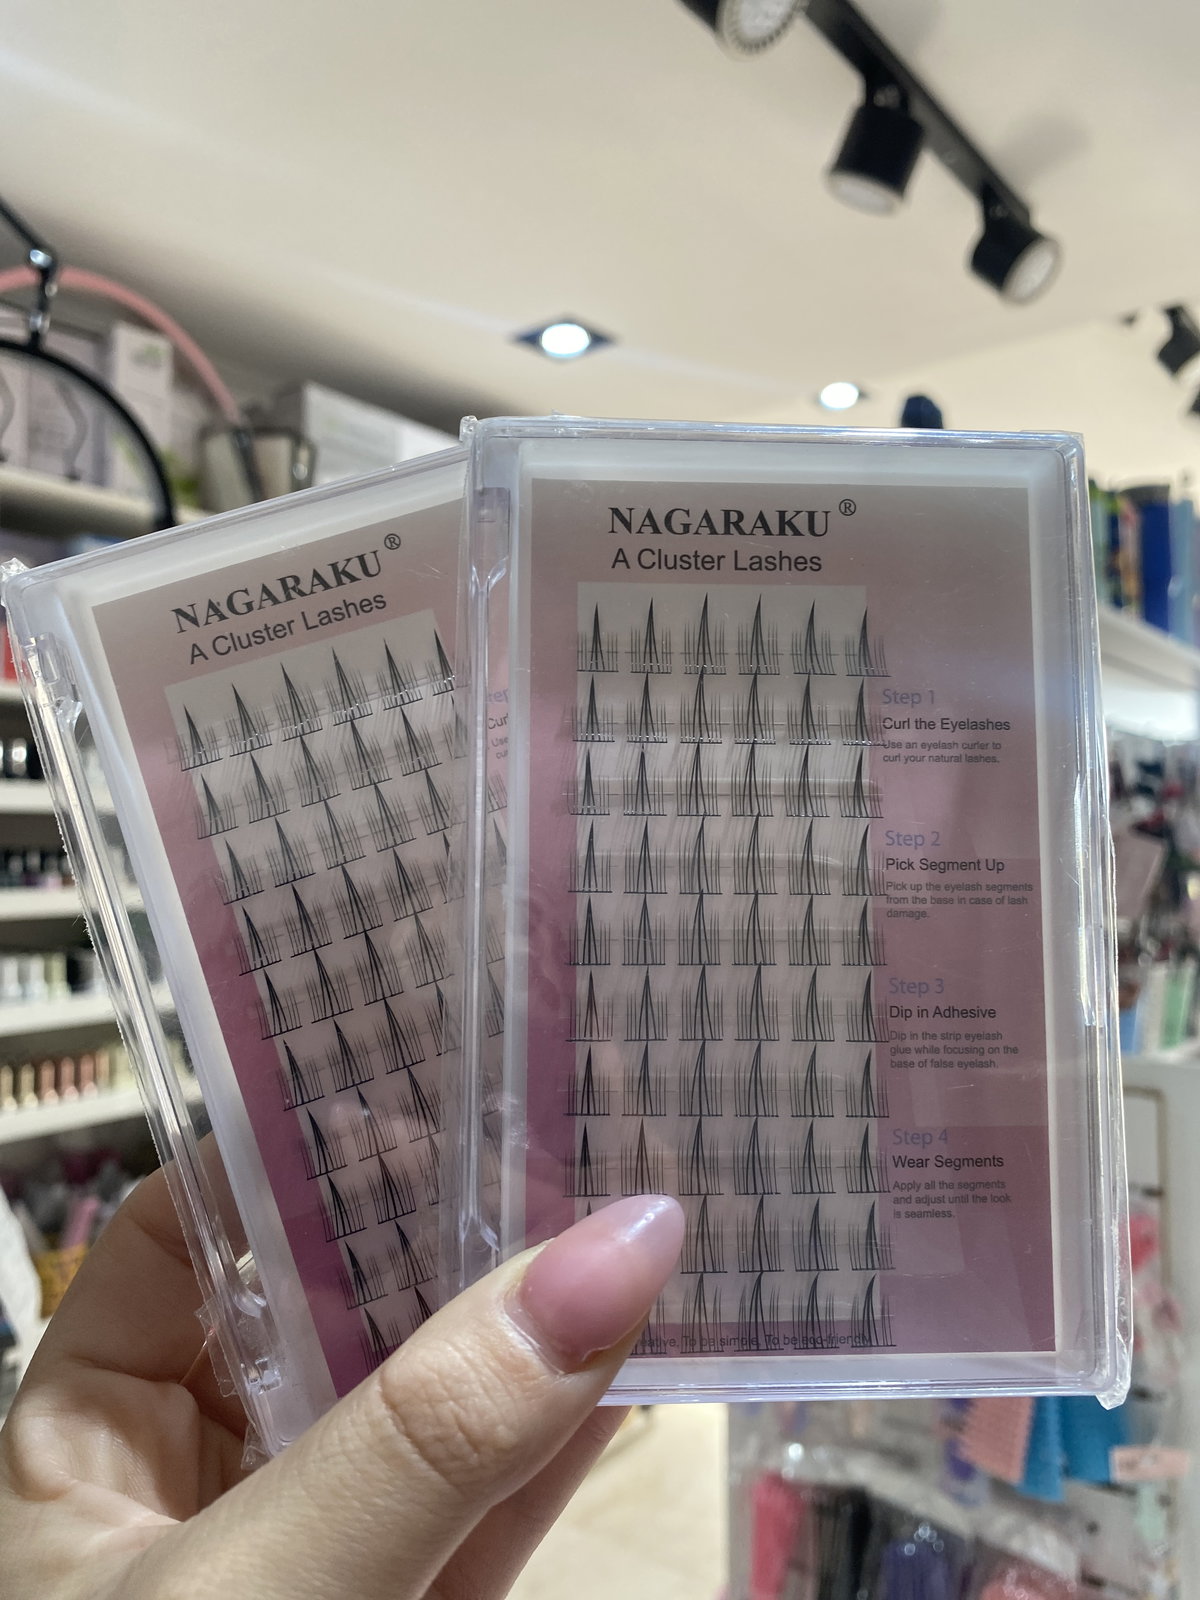 NAGARAKU®
A Cluster Lashes
NAGARAKU®
A Cluster Lashes
Step 1
Curl the Eyelashes
Use an eyelash curler to
curl your natural lashes.
Step 2
Pick Segment Up
Pick up the eyelash segments
from the base in case of lash
damage.
Step 3
Dip in Adhesive
Dip in the strip eyelash
glue while focusing on the
base of false eyelash.
Step 4
Wear Segments
Apply all the segments
and adjust until the look
is seamless.
To be simple. To be eco-friendly